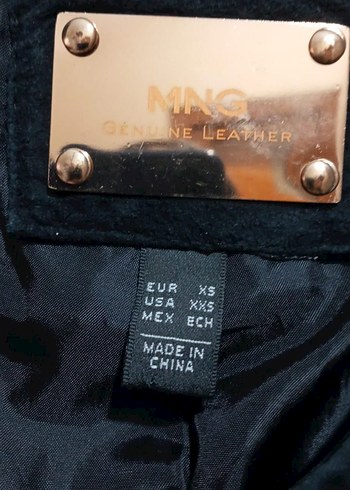 MNG
GENUINE LEATHER
EUR XS
USA XXS
MEX ECH
MADE IN
CHINA